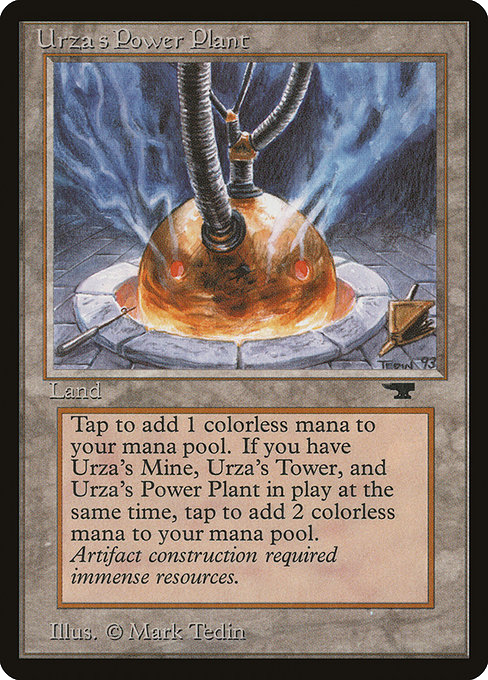 Urza's Power Plant
TEDIN '93
Land
Tap to add 1 colorless mana to
your mana pool. If you have
Urza's Mine, Urza's Tower, and
Urza's Power Plant in play at the
same time, tap to add 2 colorless
mana to your mana pool.
Artifact construction required
immense resources.
Illus. © Mark Tedin